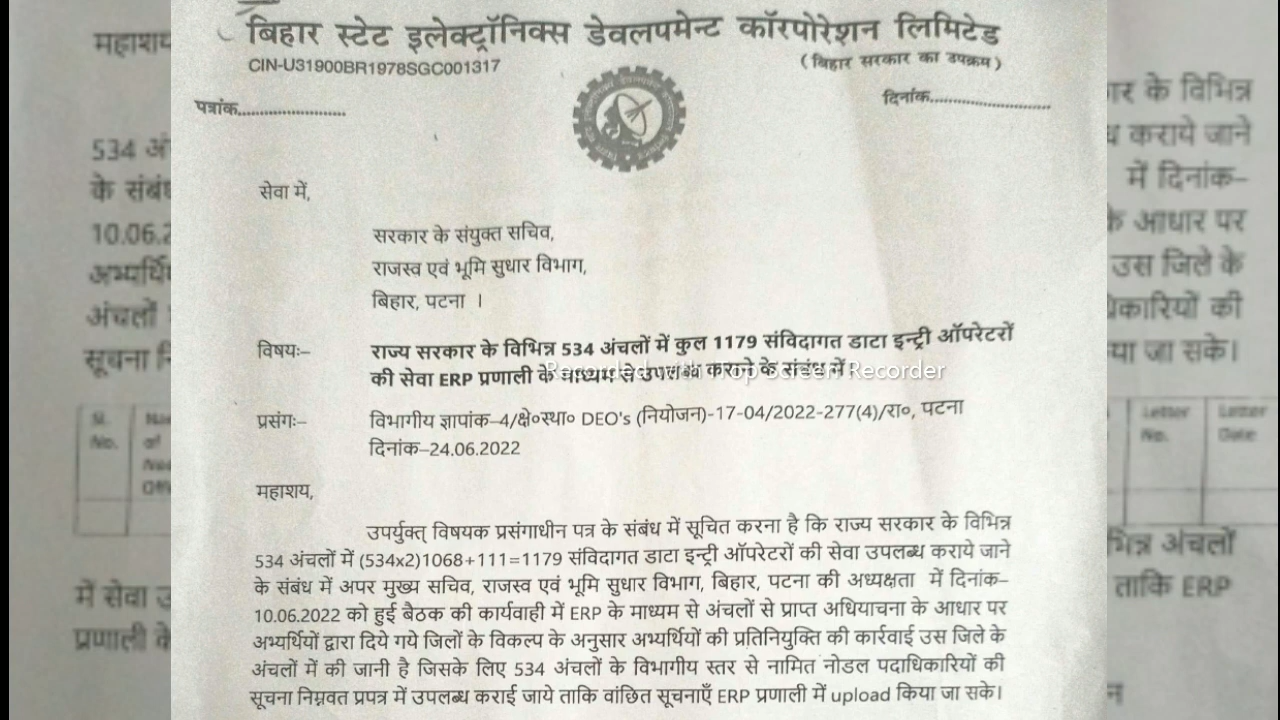 बिहार स्टेट इलेक्ट्रॉनिक्स डेवलपमेन्ट कॉरपोरेशन लिमिटेड
CIN-U31900BR1978SGC001317
(बिहार सरकार का उपक्रम)
पत्रांक....................
दिनांक......................
सेवा में,
सरकार के संयुक्त सचिव,
राजस्व एवं भूमि सुधार विभाग,
बिहार, पटना ।
विषयः– राज्य सरकार के विभिन्न 534 अंचलों में कुल 1179 संविदागत डाटा इन्ट्री ऑपरेटरों
की सेवा ERP प्रणाली के माध्यम से उपलब्ध कराने के संबंध में।
Recorded with Top Screen Recorder
प्रसंगः– विभागीय ज्ञापांक–4/क्षे०स्था० DEO's (नियोजन)-17-04/2022-277(4)/रा०, पटना
दिनांक–24.06.2022
महाशय,
उपर्युक्त् विषयक प्रसंगाधीन पत्र के संबंध में सूचित करना है कि राज्य सरकार के विभिन्न
534 अंचलों में (534x2)1068+111=1179 संविदागत डाटा इन्ट्री ऑपरेटरों की सेवा उपलब्ध कराये जाने
के संबंध में अपर मुख्य सचिव, राजस्व एवं भूमि सुधार विभाग, बिहार, पटना की अध्यक्षता में दिनांक–
10.06.2022 को हुई बैठक की कार्यवाही में ERP के माध्यम से अंचलों से प्राप्त अधियाचना के आधार पर
अभ्यर्थियों द्वारा दिये गये जिलों के विकल्प के अनुसार अभ्यर्थियों की प्रतिनियुक्ति की कार्रवाई उस जिले के
अंचलों में की जानी है जिसके लिए 534 अंचलों के विभागीय स्तर से नामित नोडल पदाधिकारियों की
सूचना निम्नवत प्रपत्र में उपलब्ध कराई जाये ताकि वांछित सूचनाएँ ERP प्रणाली में upload किया जा सके।